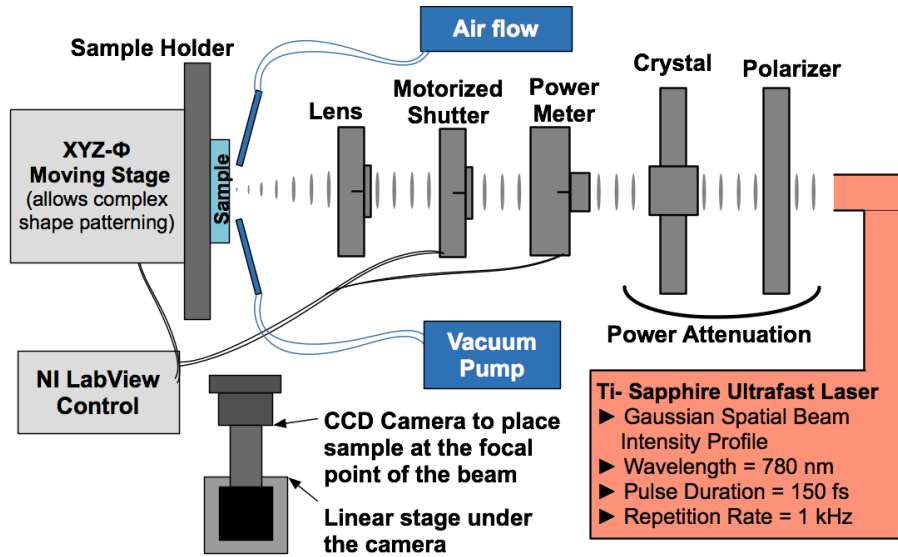 Air flow
Sample Holder
Crystal
Polarizer
Motorized
Shutter
Power
Meter
Lens
XYZ-Φ
Moving Stage
(allows complex
shape patterning)
Sample
Power Attenuation
Vacuum
Pump
NI LabView
Control
Ti- Sapphire Ultrafast Laser
► Gaussian Spatial Beam
Intensity Profile
► Wavelength = 780 nm
► Pulse Duration = 150 fs
► Repetition Rate = 1 kHz
CCD Camera to place
sample at the focal
point of the beam
Linear stage under
the camera